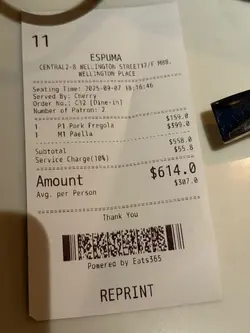 11
ESPUMA
CENTRAL2-8 WELLINGTON STREET17/F MMB.
WELLINGTON PLACE
Seating Time: 2025-09-07 18:16:46
Served By: Cherry
Order No.: C12 [Dine-in]
Number of Patron: 2
1 P1 Pork Fregola $159.0
1 M1 Paella $399.0
Subtotal $558.0
Service Charge(10%) $55.8
Amount $614.0
Avg. per Person $307.0
Thank You
Powered by Eats365
REPRINT